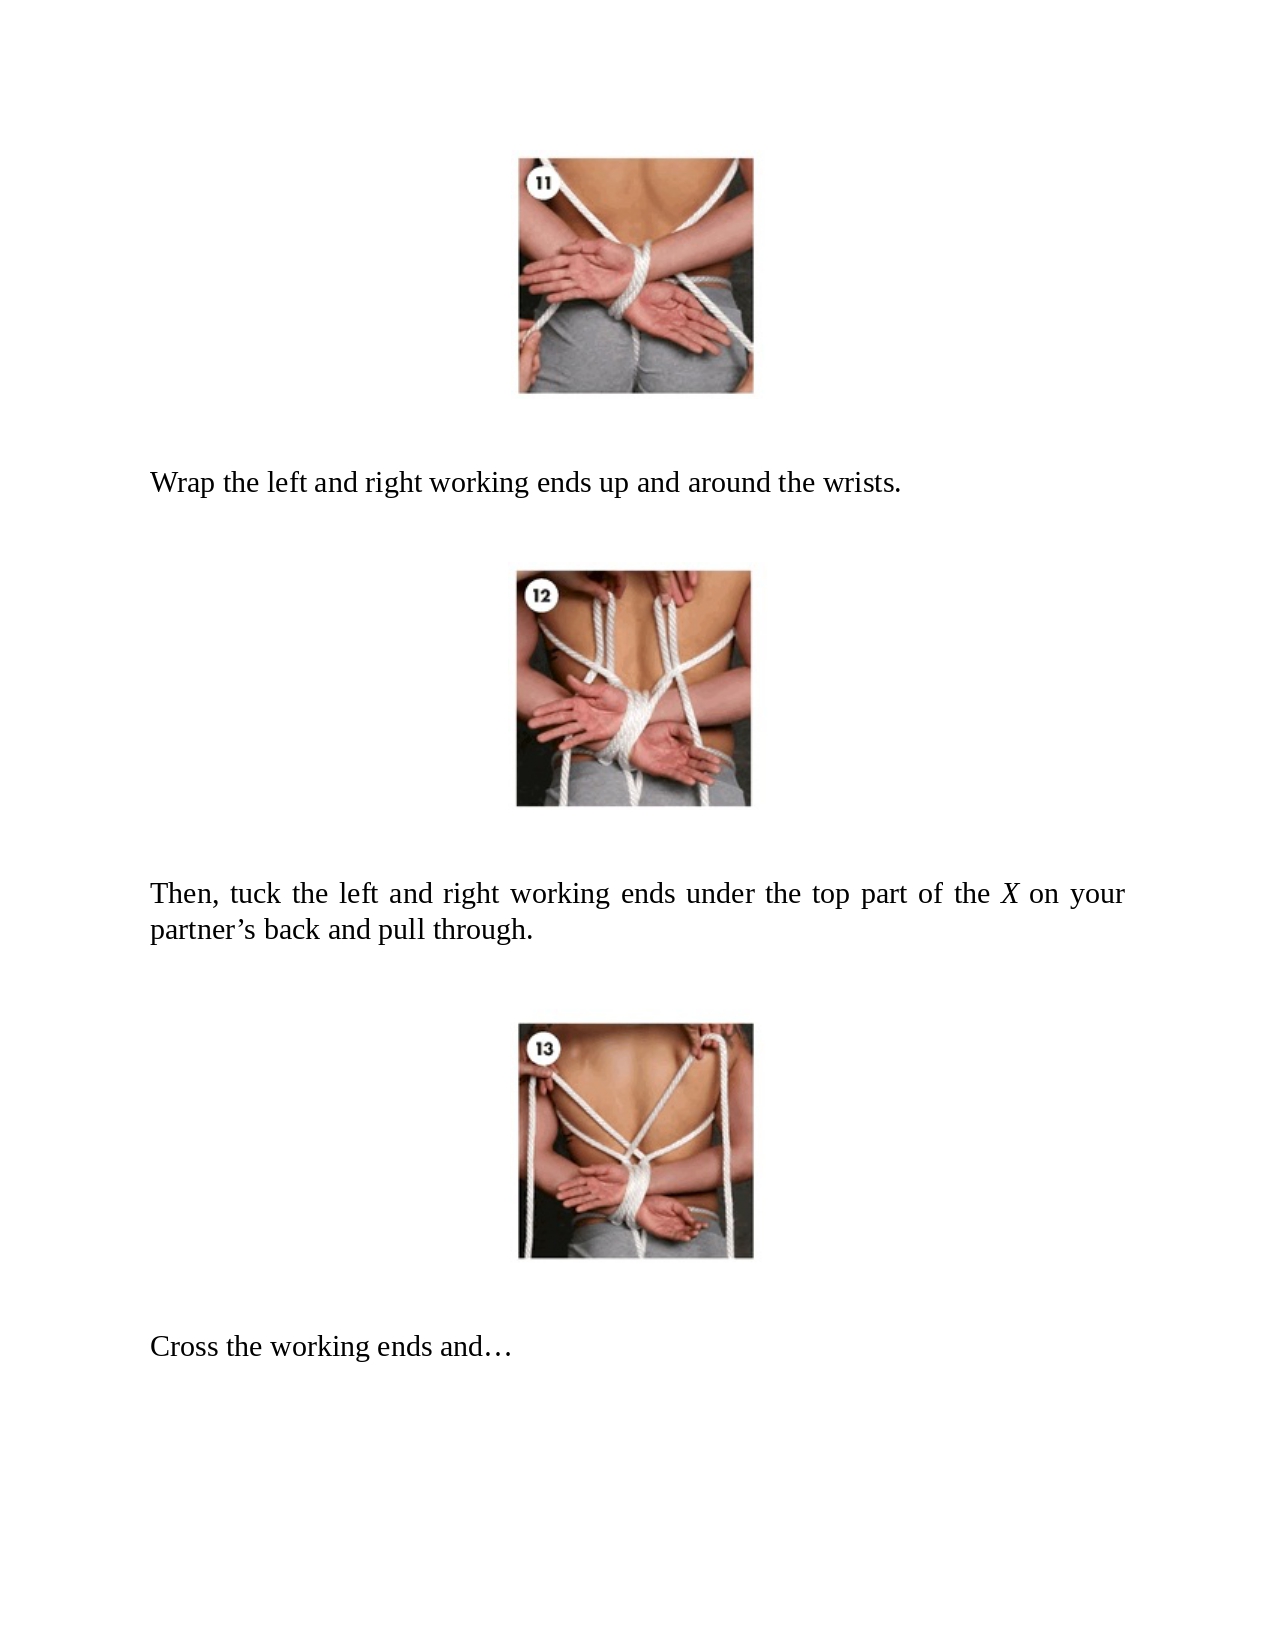 11
Wrap the left and right working ends up and around the wrists.
12
Then, tuck the left and right working ends under the top part of the X on your
partner’s back and pull through.
13
Cross the working ends and…